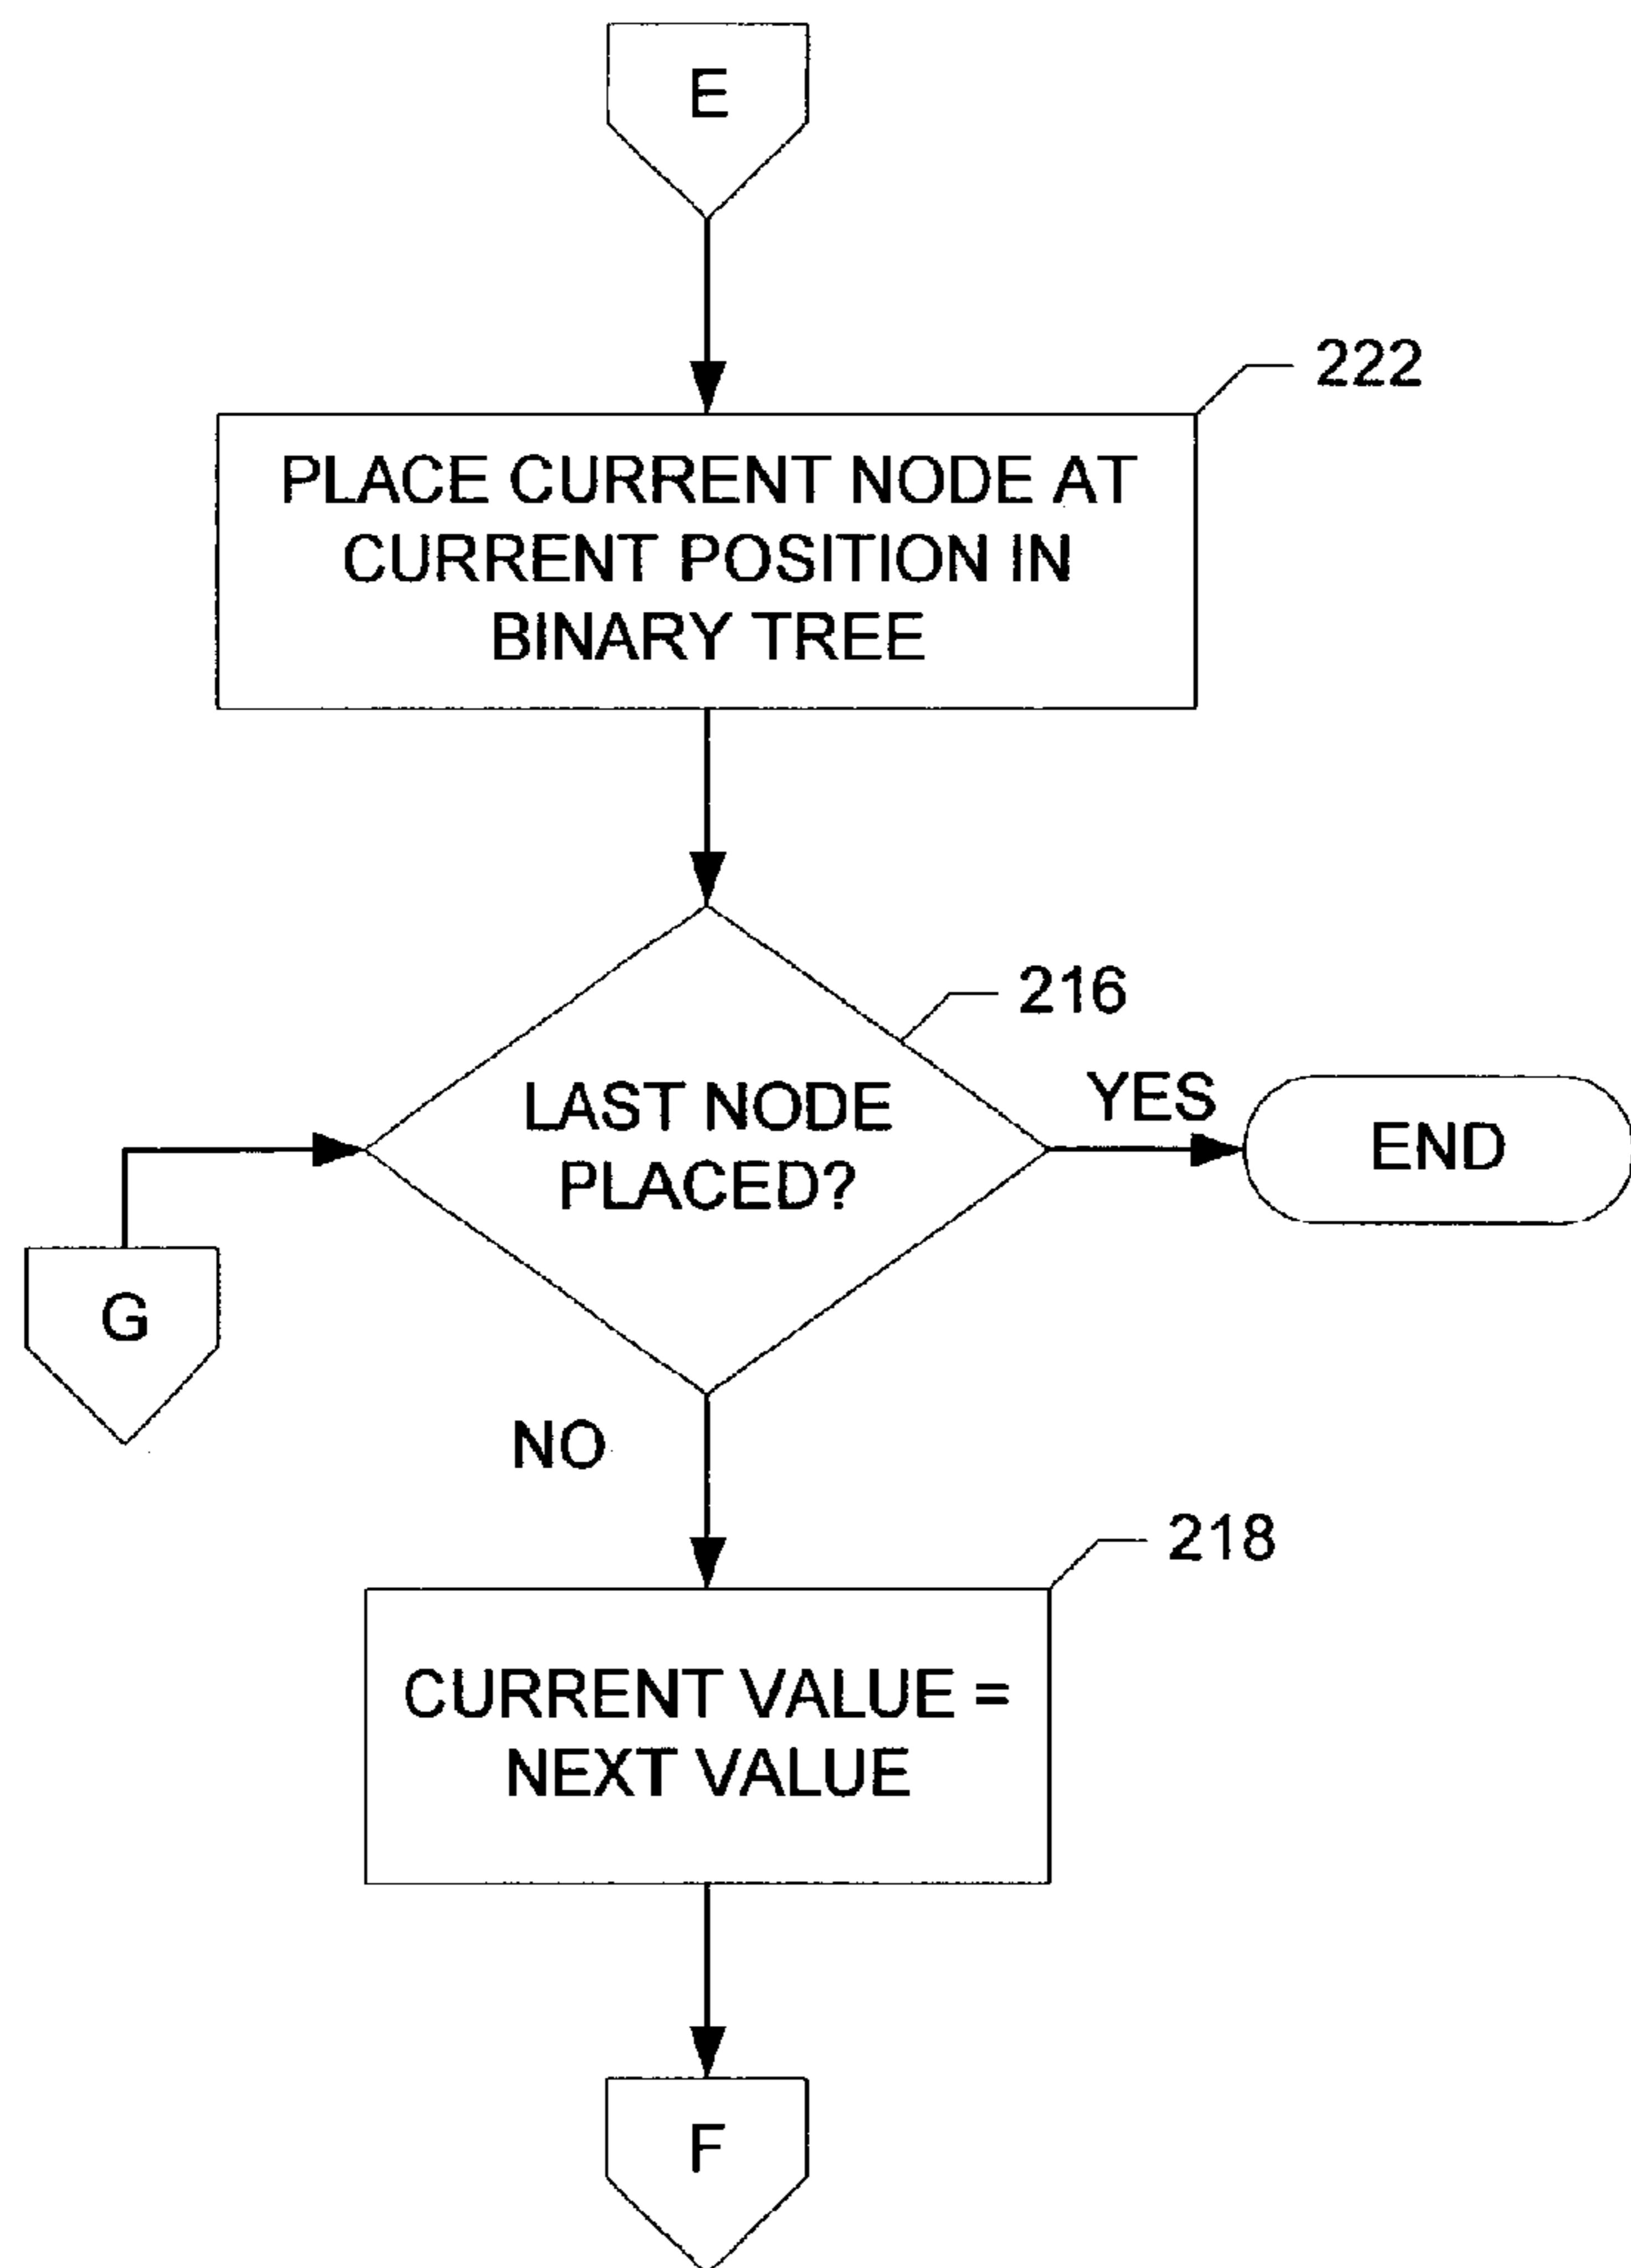 E
222
PLACE CURRENT NODE AT
CURRENT POSITION IN
BINARY TREE
216
LAST NODE
PLACED?
YES
END
G
NO
218
CURRENT VALUE =
NEXT VALUE
F